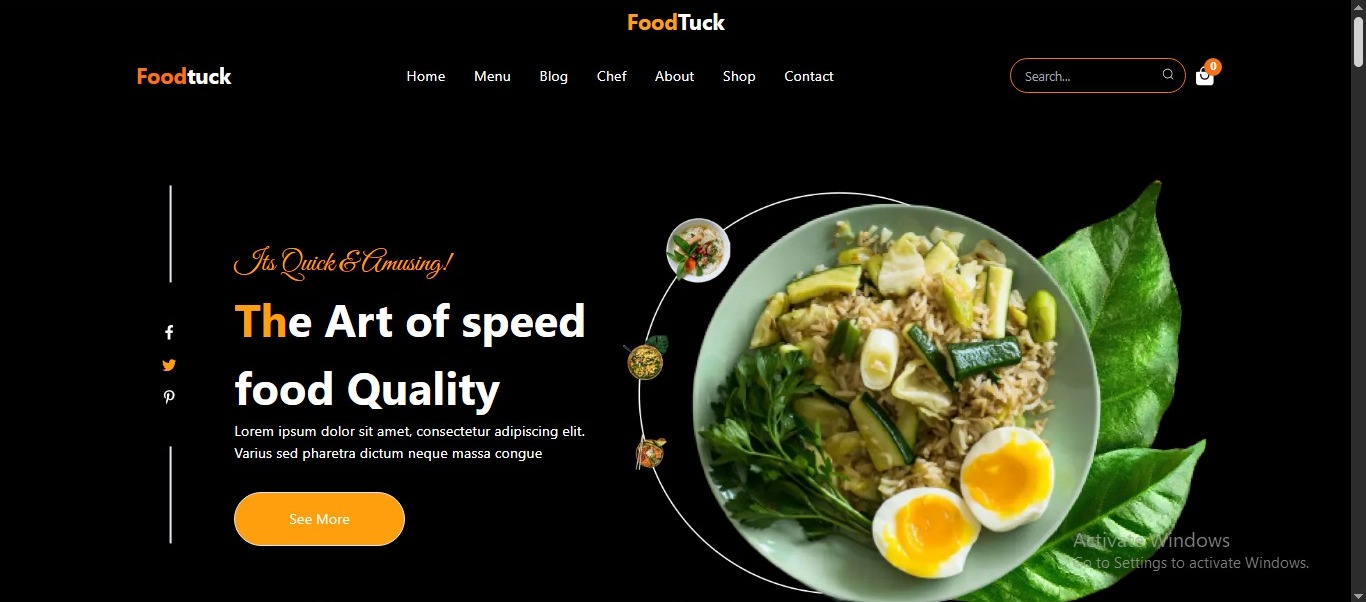 FoodTuck
Foodtuck
Home Menu Blog Chef About Shop Contact
Search...
0
Its Quick & Amusing!
The Art of speed
food Quality
Lorem ipsum dolor sit amet, consectetur adipiscing elit.
Varius sed pharetra dictum neque massa congue
See More
Activate Windows
Go to Settings to activate Windows.